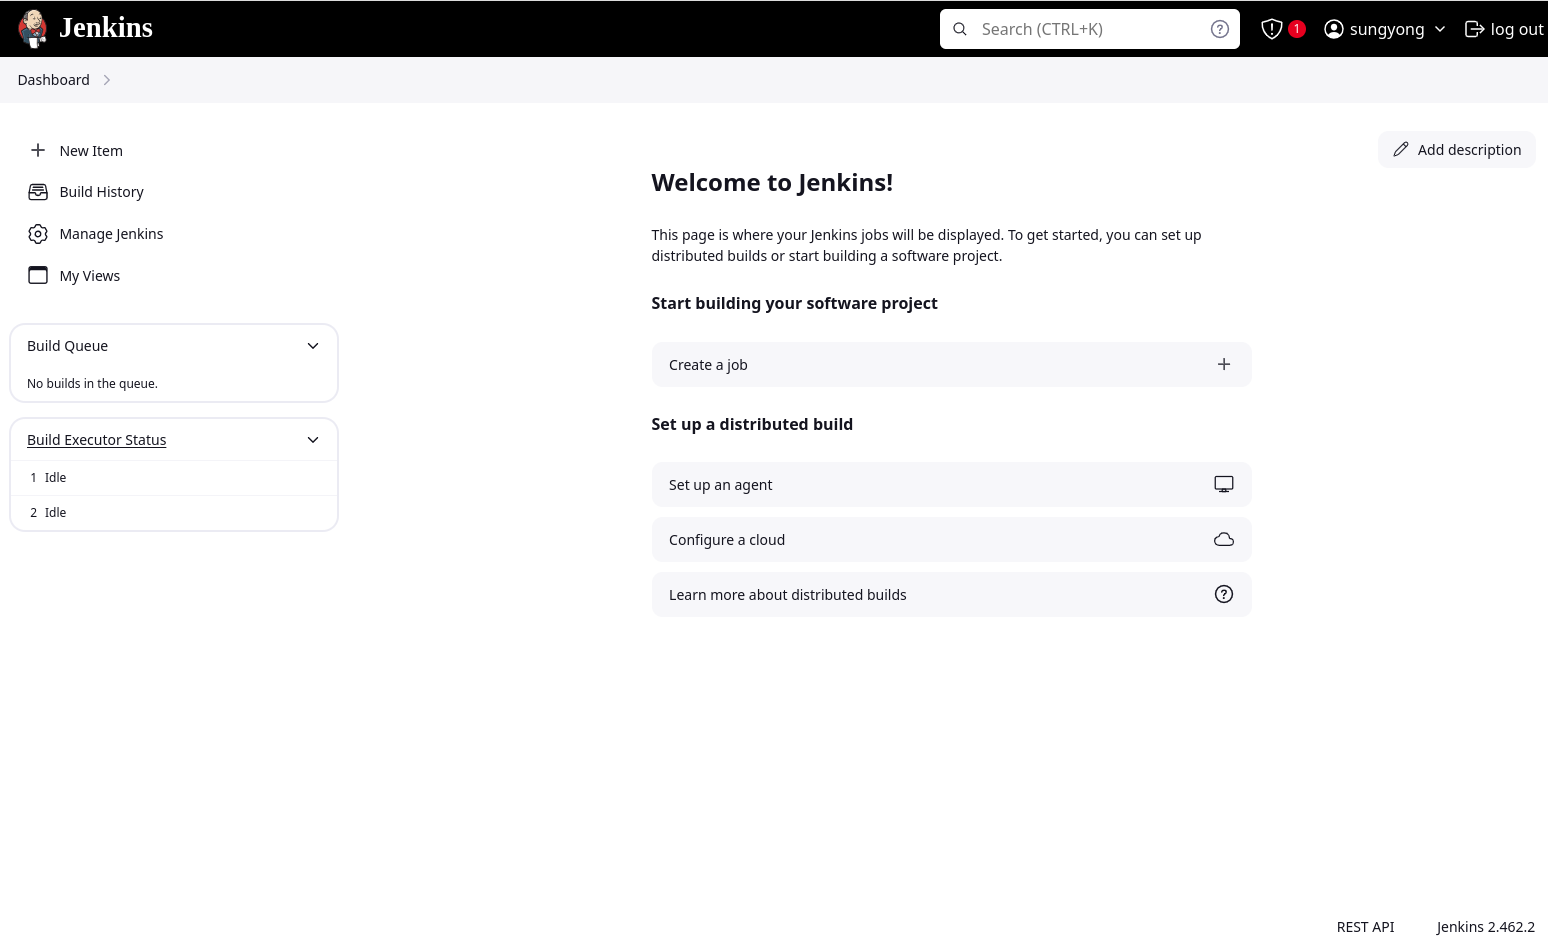 Jenkins
Search (CTRL+K)
1
sungyong
log out
Dashboard
New Item
Build History
Manage Jenkins
My Views
Build Queue
No builds in the queue.
Build Executor Status
1 Idle
2 Idle
Add description
Welcome to Jenkins!
This page is where your Jenkins jobs will be displayed. To get started, you can set up
distributed builds or start building a software project.
Start building your software project
Create a job
Set up a distributed build
Set up an agent
Configure a cloud
Learn more about distributed builds
REST API
Jenkins 2.462.2